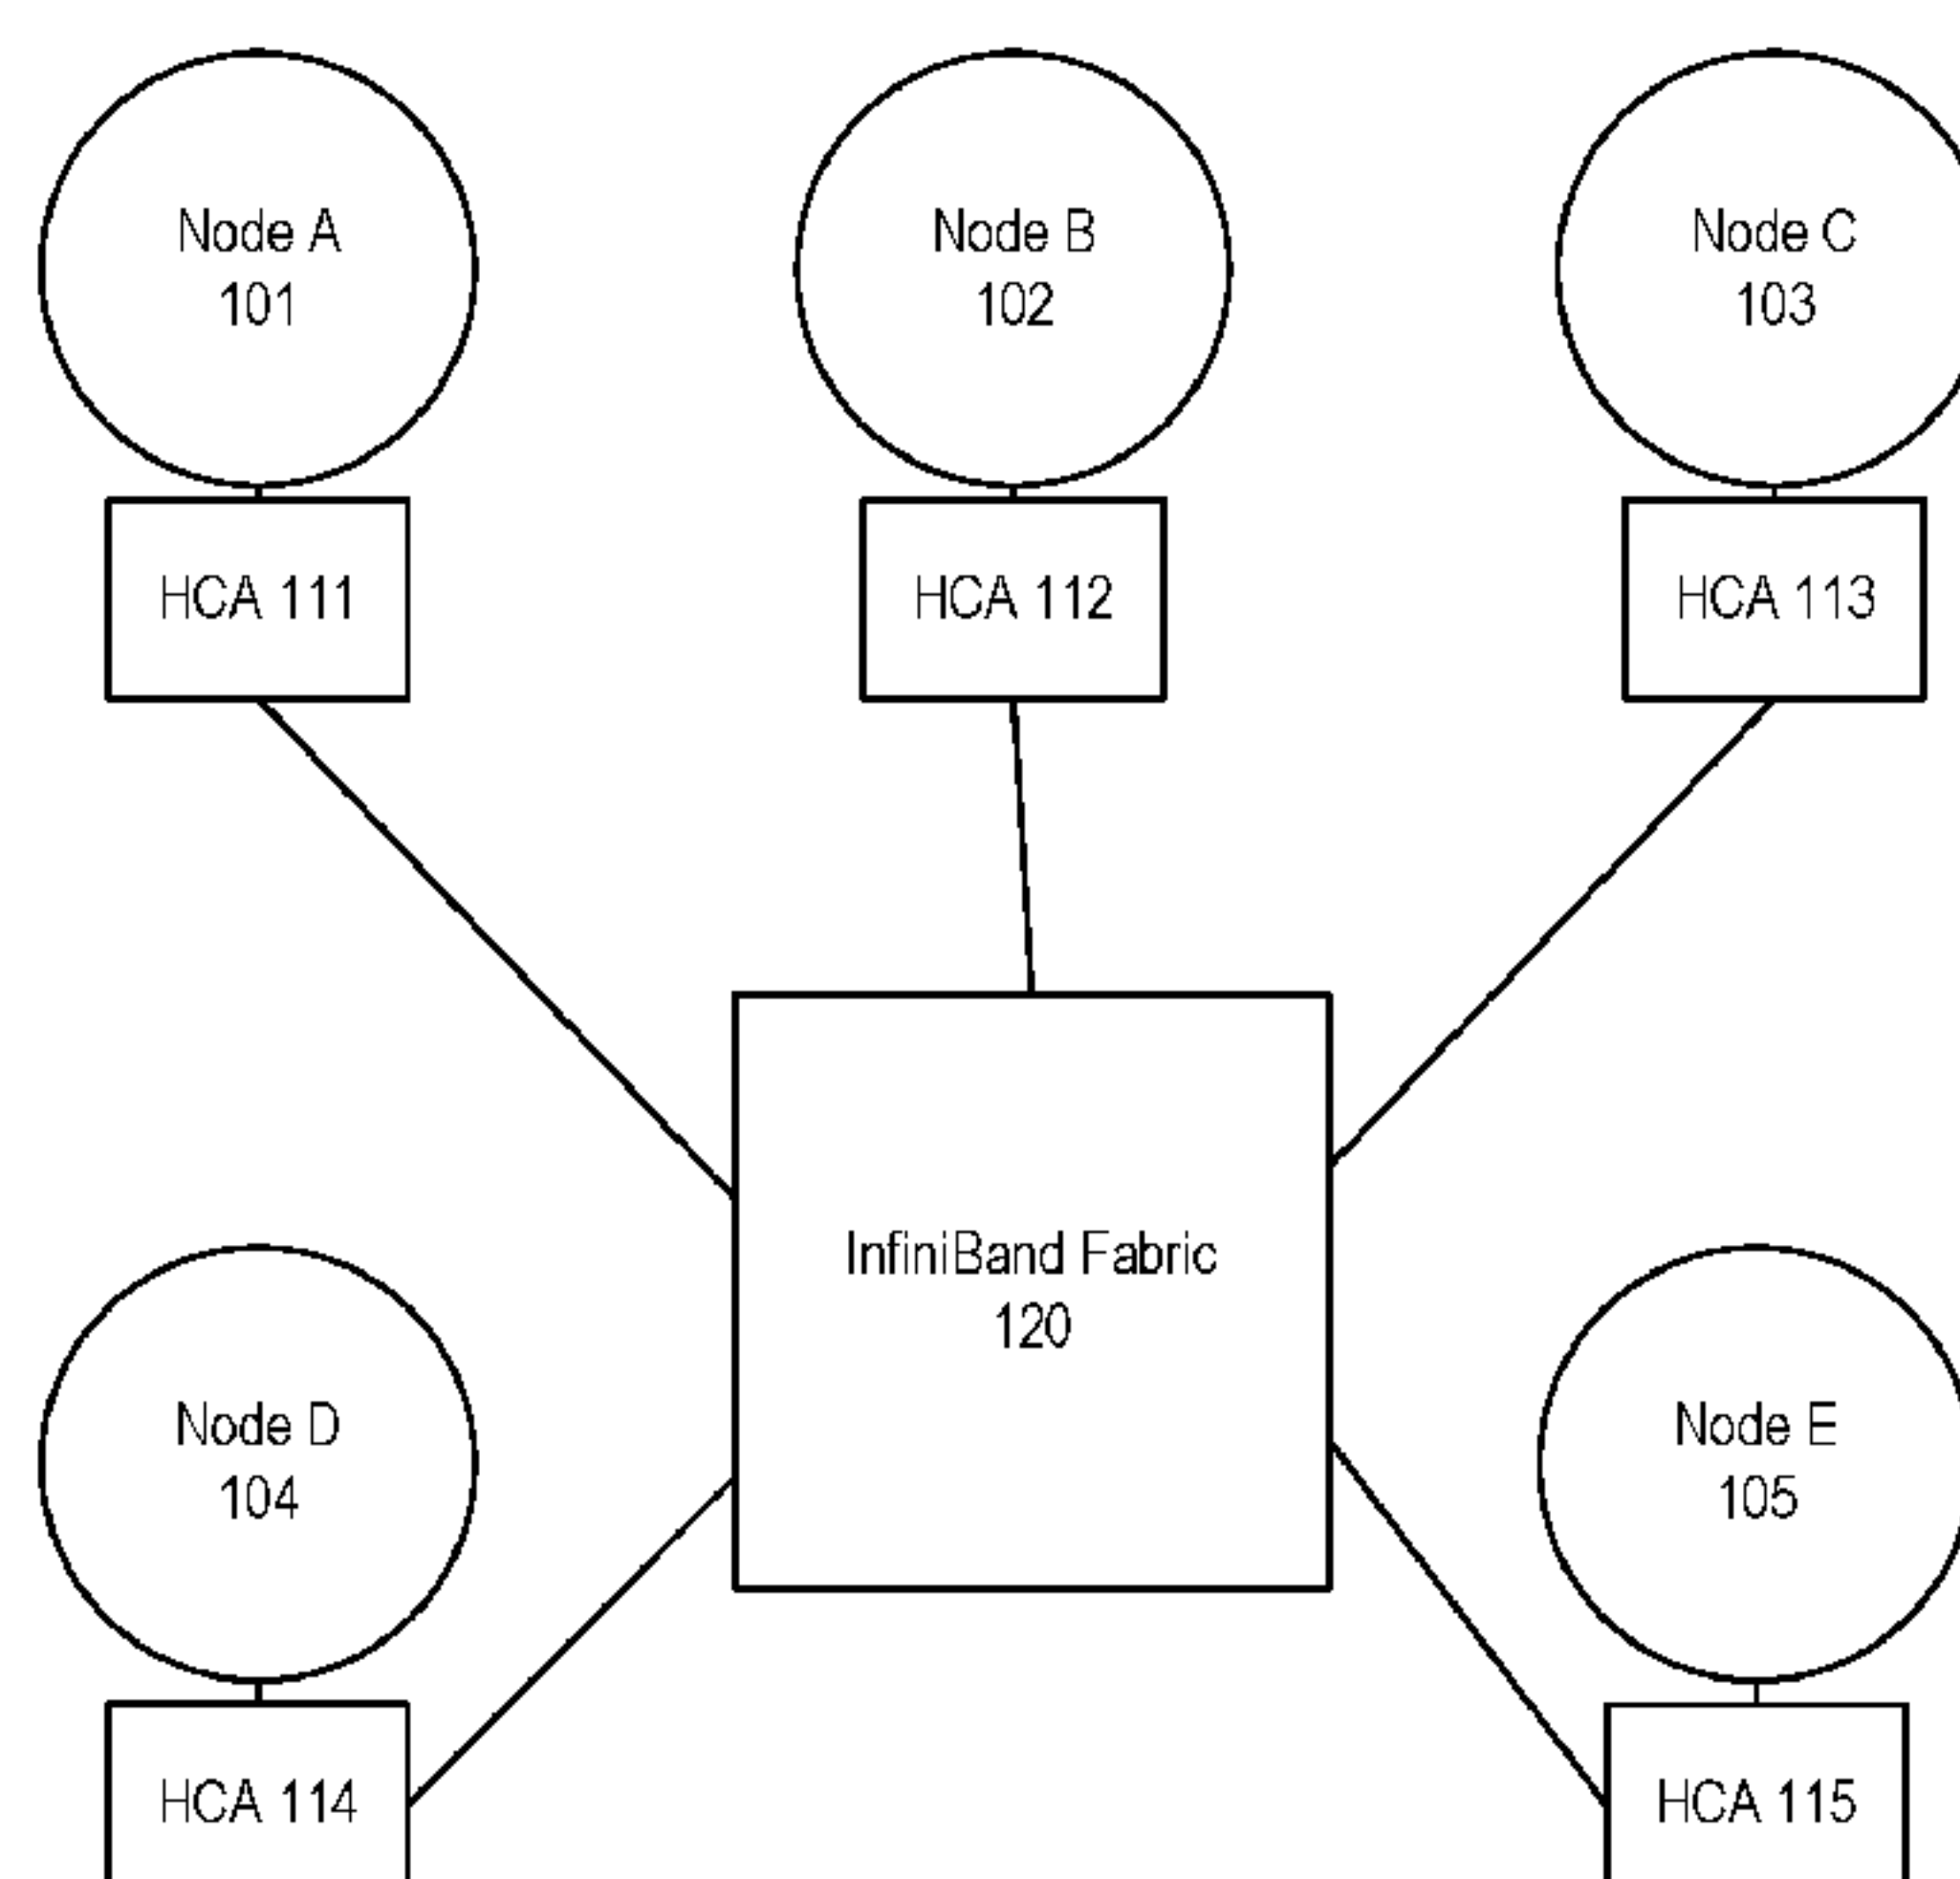 Node A
101
Node B
102
Node C
103
HCA 111
HCA 112
HCA 113
InfiniBand Fabric
120
Node D
104
Node E
105
HCA 114
HCA 115